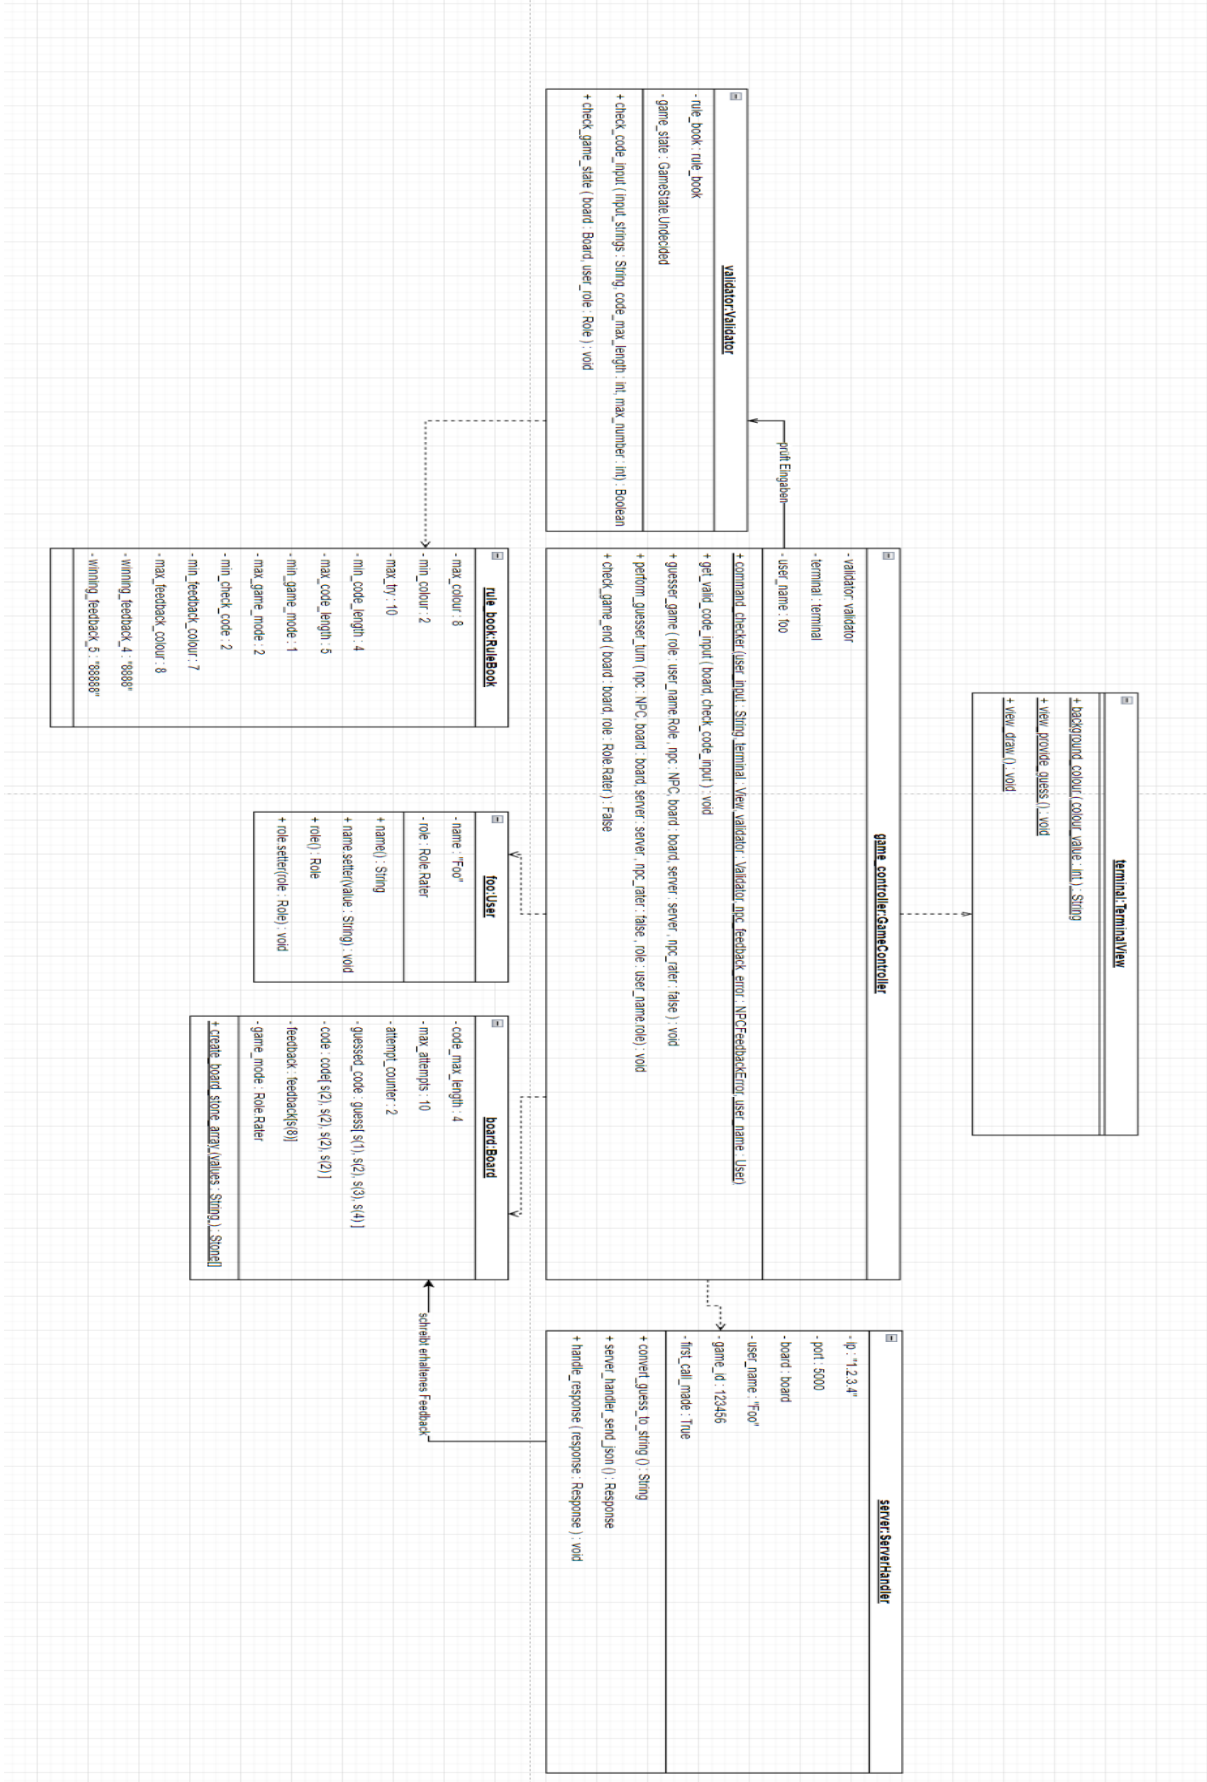 terminal:TerminalView
+ background_colour ( colour_value : int ) : String
+ view_provide_guess () : void
+ view_draw () : void
validator:Validator
- rule_book : rule_book
- game_state : GameState.Undecided
+ check_code_input ( input_strings : String, code_max_length : int, max_number : int) : Boolean
+ check_game_state ( board : Board, user_role : Role ) : void
prüft Eingaben
game_controller:GameController
- validator: validator
- terminal : terminal
- user_name : foo
+ command_checker (user_input : String, terminal : View, validator : Validator, npc_feedback_error : NPCFeedbackError, user_name : User)
+ get_valid_code_input ( board, check_code_input ) : void
+ guesser_game ( role : user_name.Role , npc : NPC, board : board, server : server , npc_rater : false ) : void
+ perform_guesser_turn ( npc : NPC, board : board, server : server , npc_rater : false , role : user_name.role) : void
+ check_game_end ( board : board, role : Role.Rater ) : False
server:ServerHandler
- ip : "1.2.3.4"
- port : 5000
- board : board
- user_name : "Foo"
- game_id : 123456
- first_call_made : True
+ convert_guess_to_string () : String
+ server_handler_send_json () : Response
+ handle_response ( response : Response ) : void
rule_book:RuleBook
- max_colour : 8
- min_colour : 2
- max_try : 10
- min_code_length : 4
- max_code_length : 5
- min_game_mode : 1
- max_game_mode : 2
- min_check_code : 2
- min_feedback_colour : 7
- max_feedback_colour : 8
- winning_feedback_4 : "8888"
- winning_feedback_5 : "88888"
foo:User
- name : "Foo"
- role : Role.Rater
+ name() : String
+ name.setter(value : String) : void
+ role() : Role
+ role.setter(role : Role) : void
board:Board
- code_max_length : 4
- max_attempts : 10
- attempt_counter : 2
- guessed_code : guess[ s(1), s(2), s(3), s(4) ]
- code : code[ s(2), s(2), s(2), s(2) ]
- feedback : feedback[s(8)]
- game_mode : Role.Rater
+ create_board_stone_array (values : String ) : Stone[]
schreibt erhaltenes Feedback